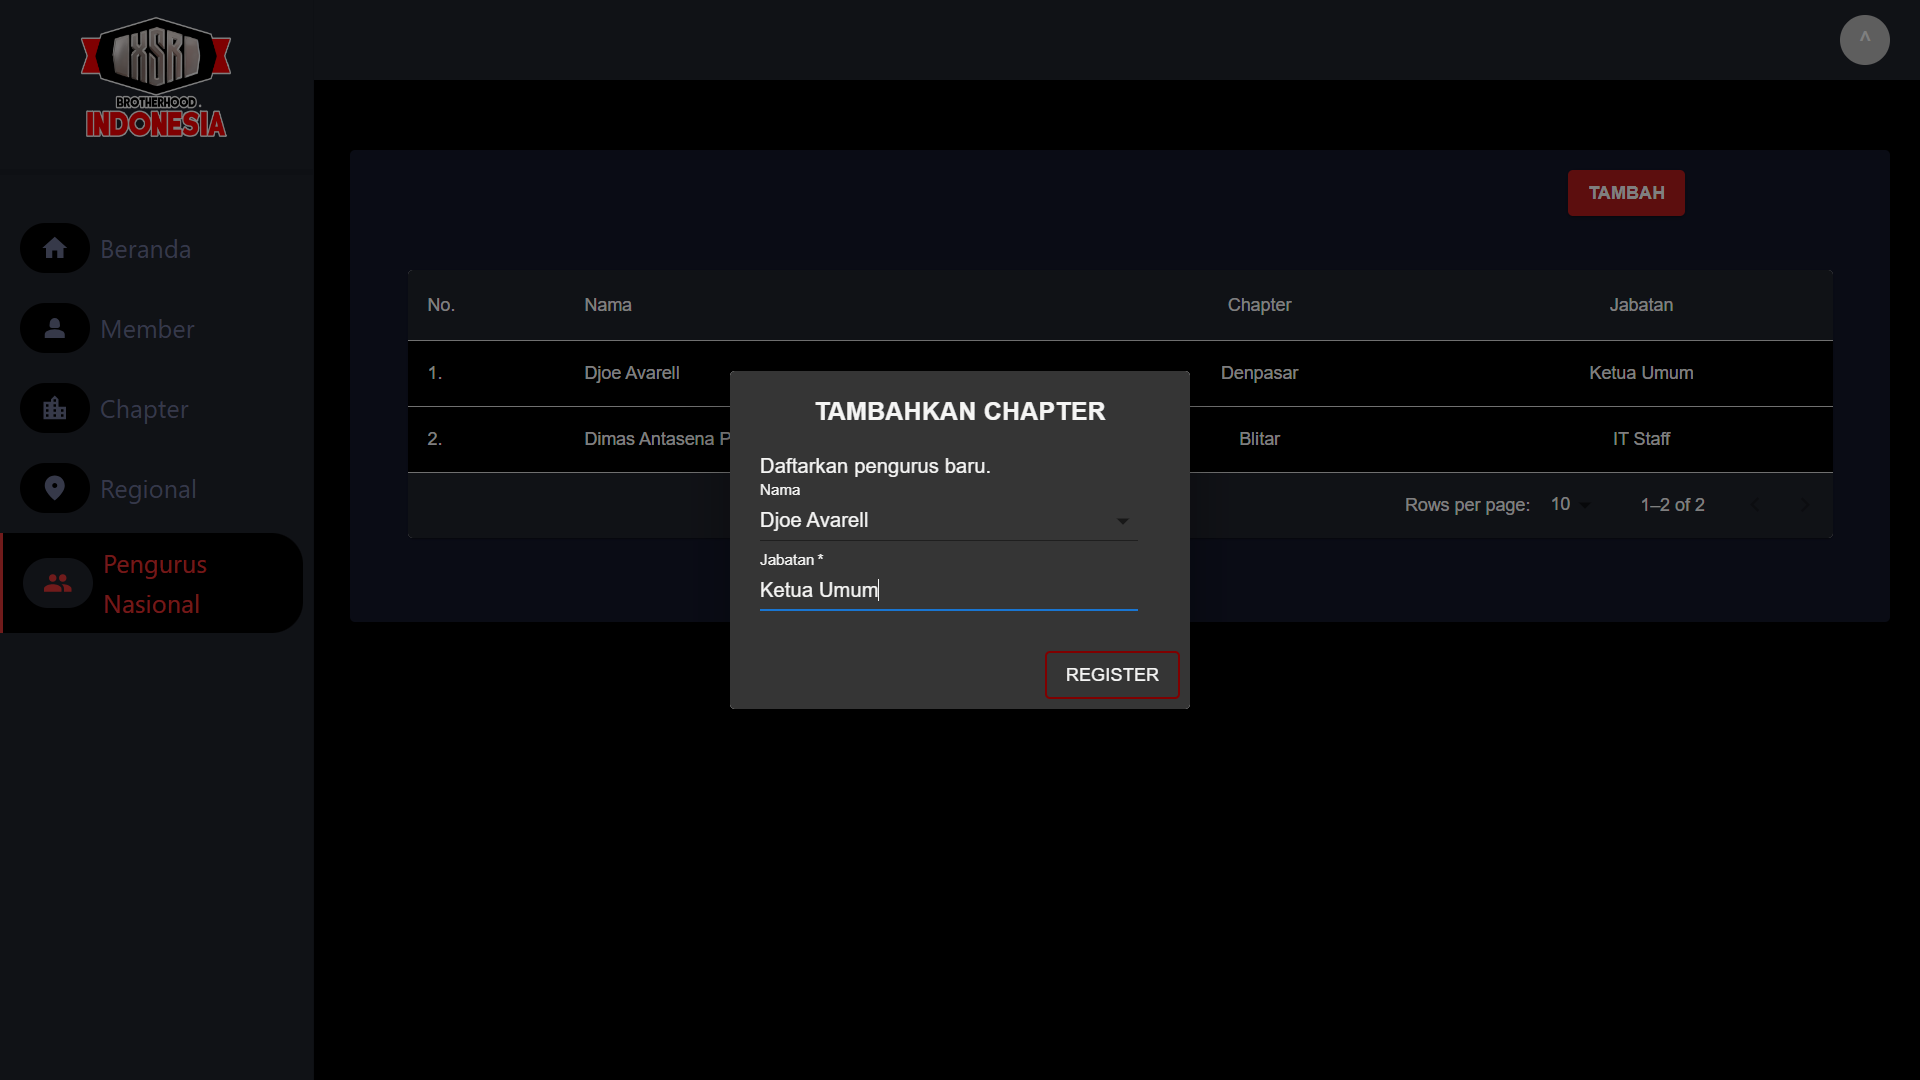 XSR
BROTHERHOOD.
INDONESIA
^
Beranda
Member
Chapter
Regional
Pengurus
Nasional
TAMBAH
No. Nama Chapter Jabatan
1. Djoe Avarell Denpasar Ketua Umum
2. Dimas Antasena P Blitar IT Staff
Rows per page: 10 1–2 of 2
TAMBAHKAN CHAPTER
Daftarkan pengurus baru.
Nama
Djoe Avarell
Jabatan *
Ketua Umum
REGISTER